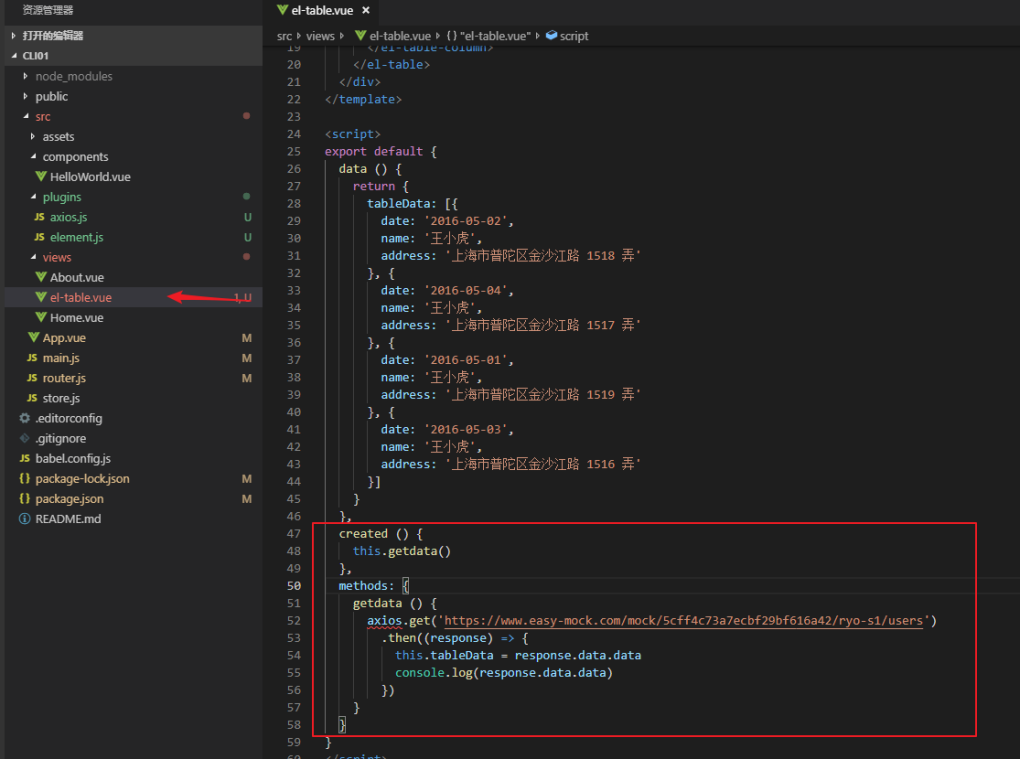 资源管理器
打开的编辑器
CLI01
node_modules
public
src
assets
components
HelloWorld.vue
plugins
JS axios.js U
JS element.js U
views
About.vue
el-table.vue 1, U
Home.vue
App.vue M
JS main.js M
JS router.js M
JS store.js
.editorconfig
.gitignore
JS babel.config.js
{} package-lock.json M
{} package.json M
README.md
el-table.vue ×
src views el-table.vue {} "el-table.vue" script
19 </el-table-column>
20 </el-table>
21 </div>
22 </template>
23
24 <script>
25 export default {
26 data () {
27 return {
28 tableData: [{
29 date: '2016-05-02',
30 name: '王小虎',
31 address: '上海市普陀区金沙江路 1518 弄'
32 }, {
33 date: '2016-05-04',
34 name: '王小虎',
35 address: '上海市普陀区金沙江路 1517 弄'
36 }, {
37 date: '2016-05-01',
38 name: '王小虎',
39 address: '上海市普陀区金沙江路 1519 弄'
40 }, {
41 date: '2016-05-03',
42 name: '王小虎',
43 address: '上海市普陀区金沙江路 1516 弄'
44 }]
45 }
46 },
47 created () {
48 this.getdata()
49 },
50 methods: {
51 getdata () {
52 axios.get('https://www.easy-mock.com/mock/5cff4c73a7ecbf29bf616a42/ryo-s1/users')
53 .then((response) => {
54 this.tableData = response.data.data
55 console.log(response.data.data)
56 })
57 }
58 }
59 }
60 </script>